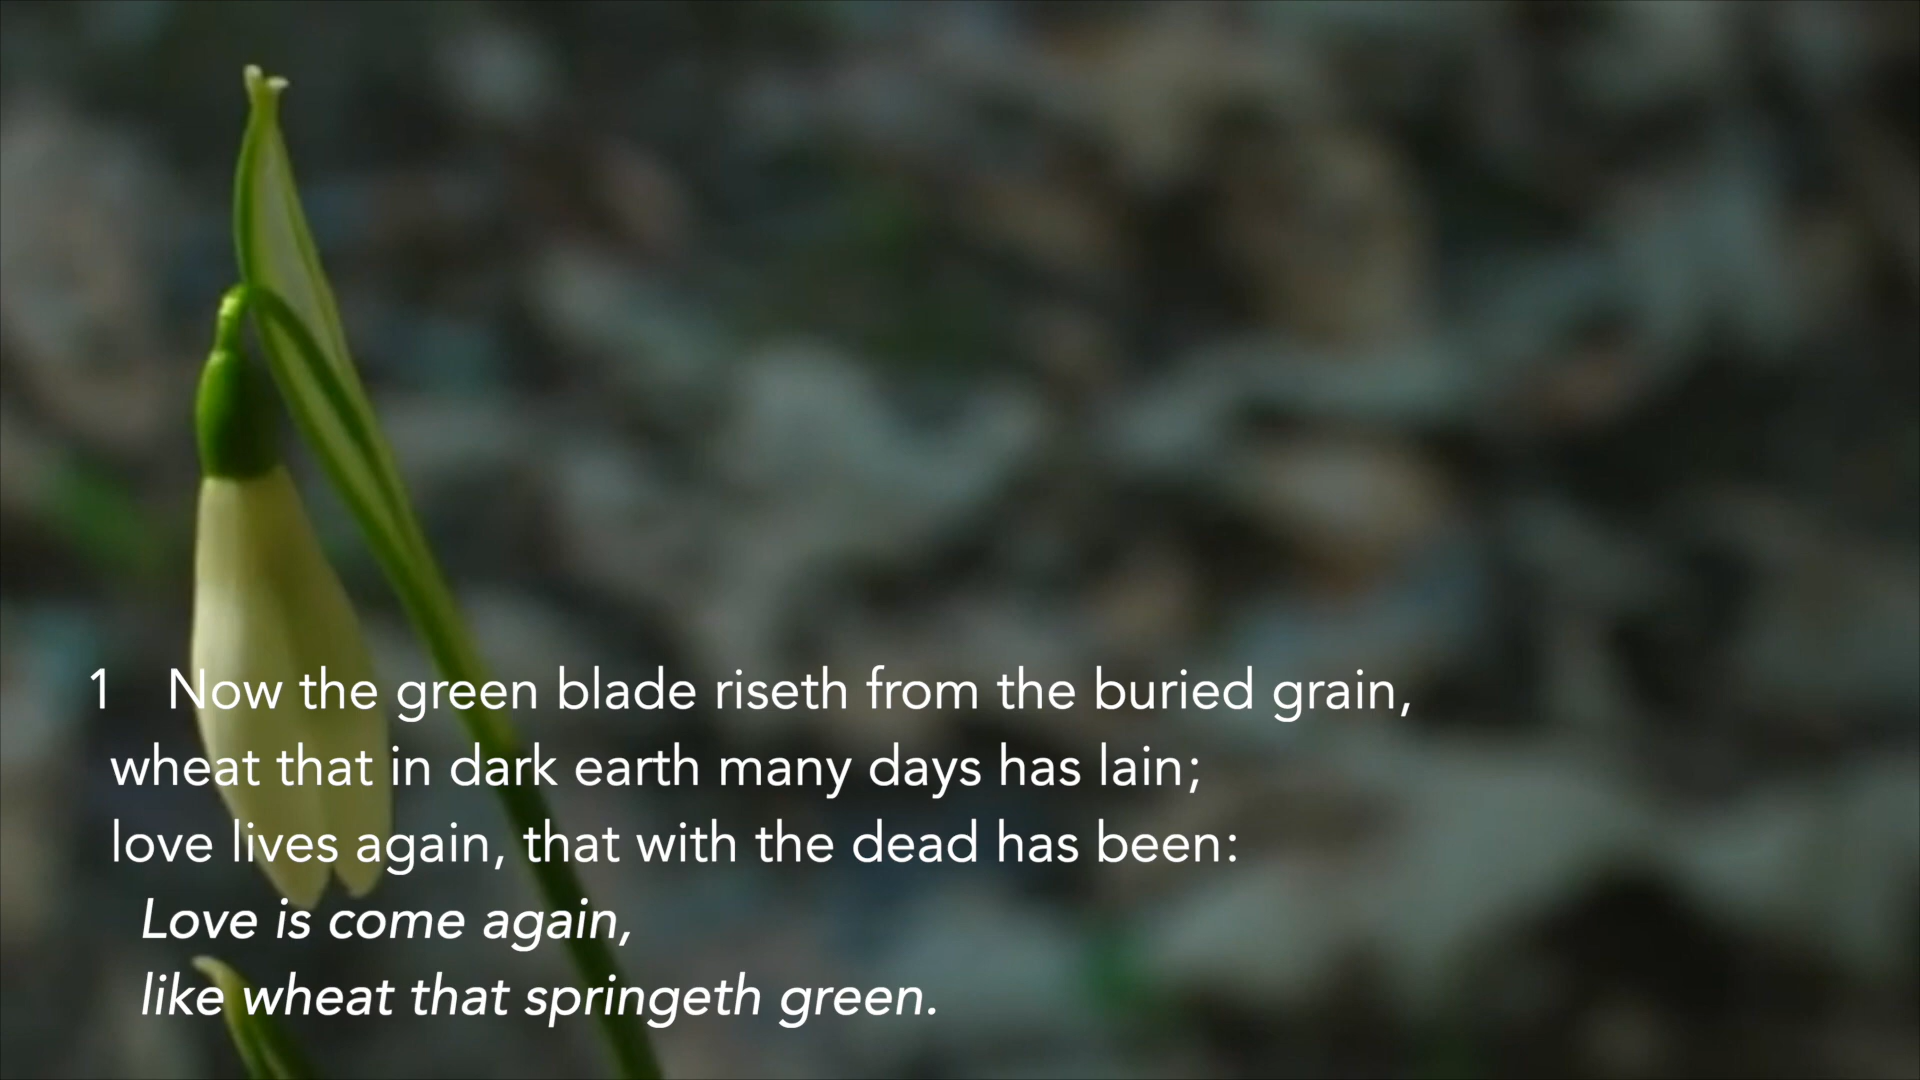 1 Now the green blade riseth from the buried grain,
wheat that in dark earth many days has lain;
love lives again, that with the dead has been:
Love is come again,
like wheat that springeth green.